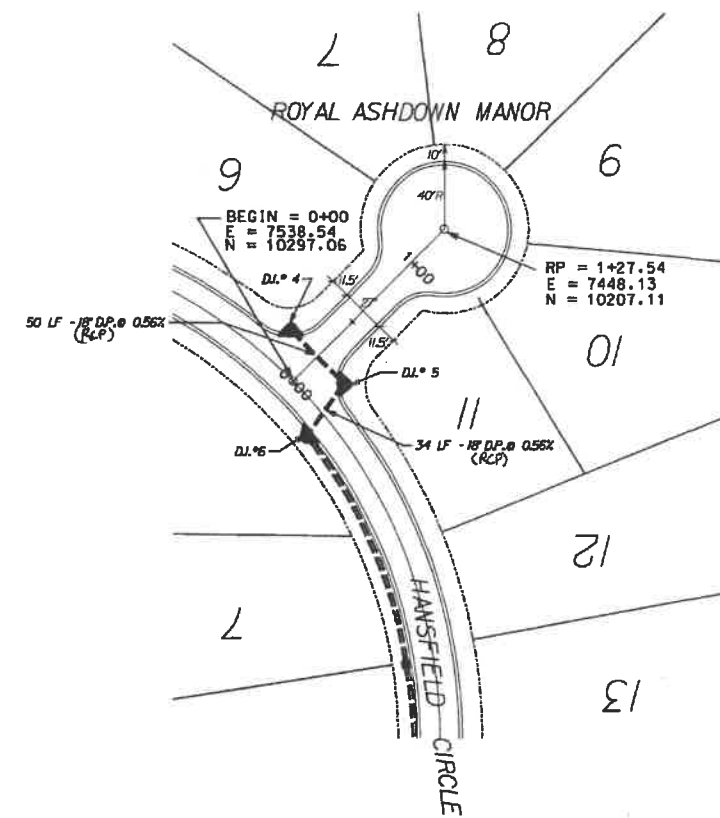 7
8
ROYAL ASHDOWN MANOR
6
9
10'
40'R
BEGIN = 0+00
E = 7538.54
N = 10297.06
RP = 1+27.54
E = 7448.13
N = 10207.11
1+00
D.I.# 4
11.5'
27'
11.5'
50 LF -18" D.P.@ 0.56%
(RCP)
10
0+00
D.I.# 5
11
34 LF -18" D.P.@ 0.56%
(RCP)
D.I.#6
12
7
HANSFIELD CIRCLE
13